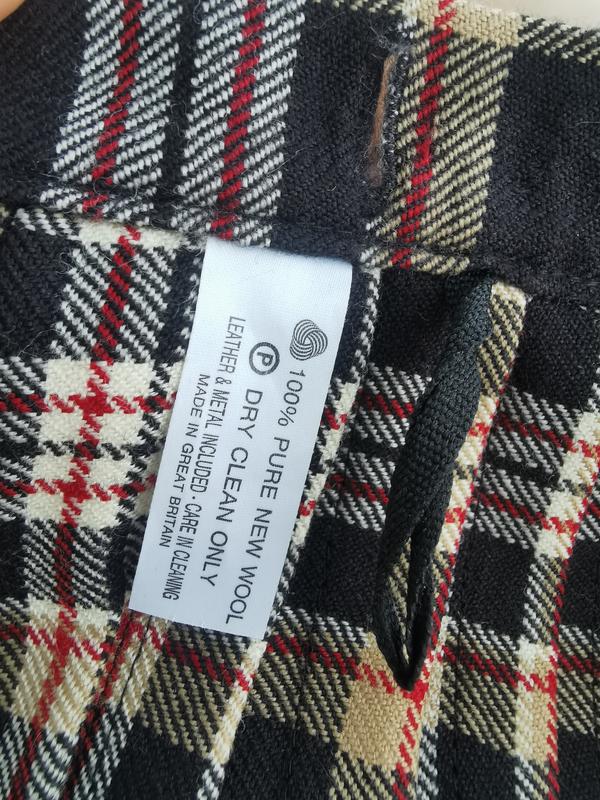 100% PURE NEW WOOL
Ⓟ DRY CLEAN ONLY
LEATHER & METAL INCLUDED · CARE IN CLEANING
MADE IN GREAT BRITAIN